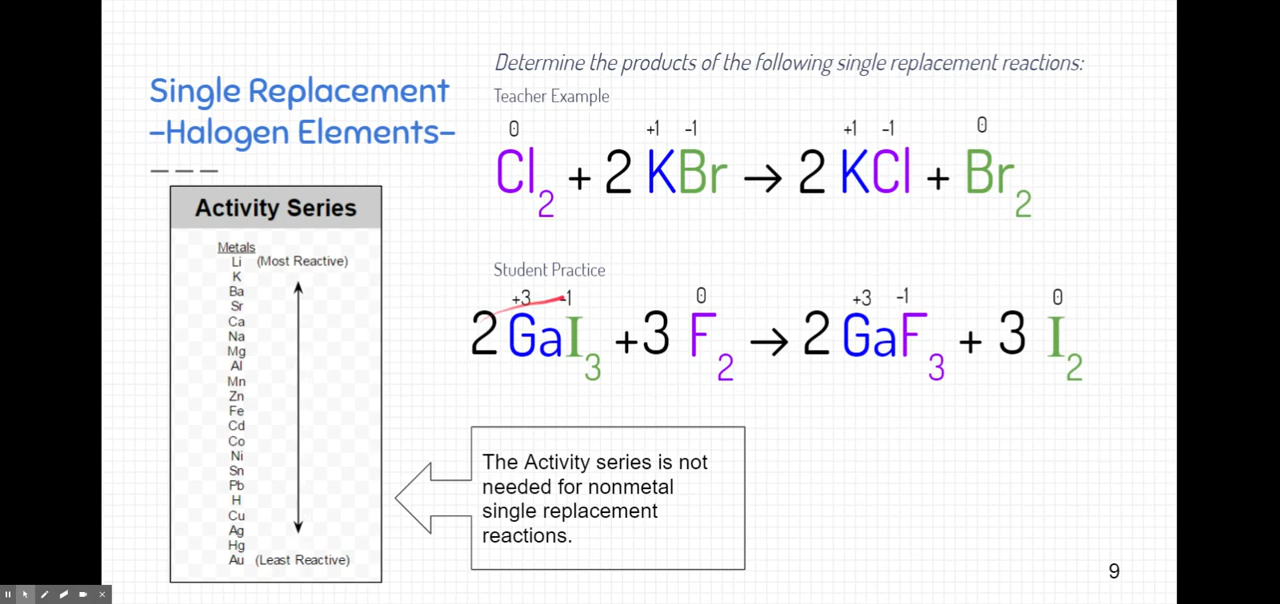 Single Replacement
-Halogen Elements-
Activity Series
Metals
Li (Most Reactive)
K
Ba
Sr
Ca
Na
Mg
Al
Mn
Zn
Fe
Cd
Co
Ni
Sn
Pb
H
Cu
Ag
Hg
Au (Least Reactive)
Determine the products of the following single replacement reactions:
Teacher Example
0 +1 -1 +1 -1 0
Cl₂ + 2 KBr → 2 KCl + Br₂
Student Practice
+3 -1 0 +3 -1 0
2 GaI₃ +3 F₂ → 2 GaF₃ + 3 I₂
The Activity series is not
needed for nonmetal
single replacement
reactions.
9